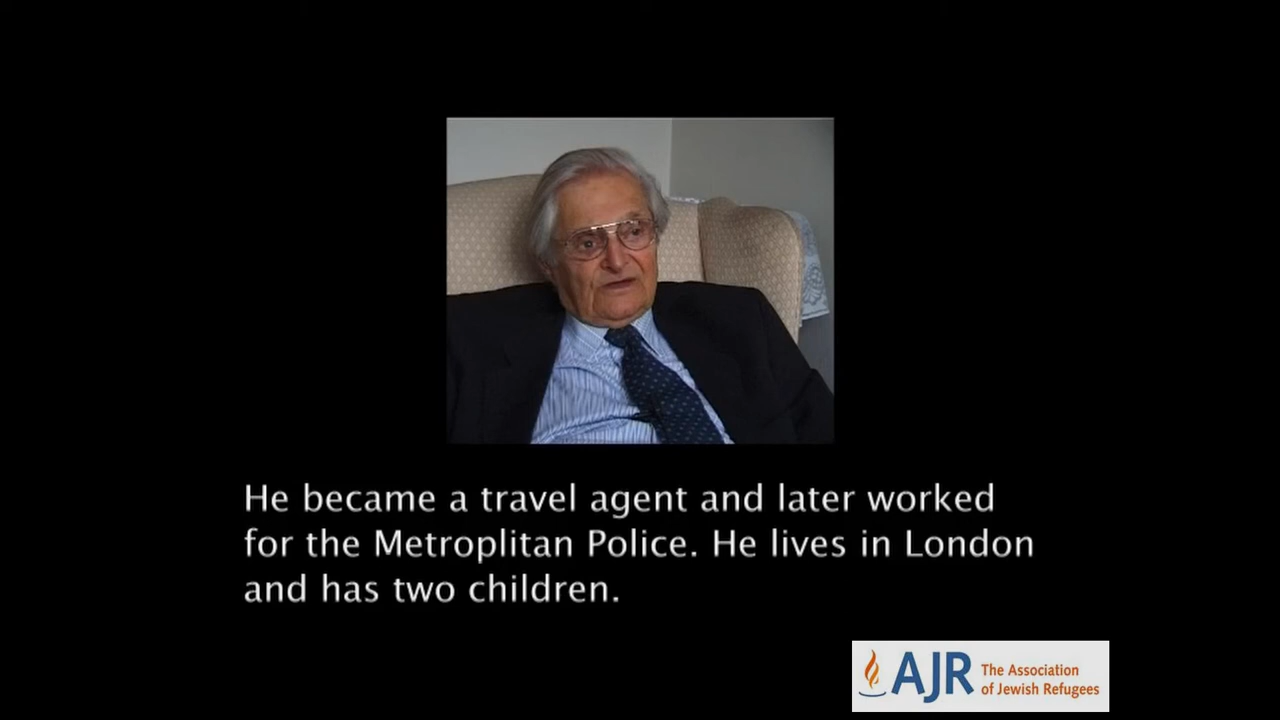 He became a travel agent and later worked
for the Metroplitan Police. He lives in London
and has two children.
AJR The Association
of Jewish Refugees